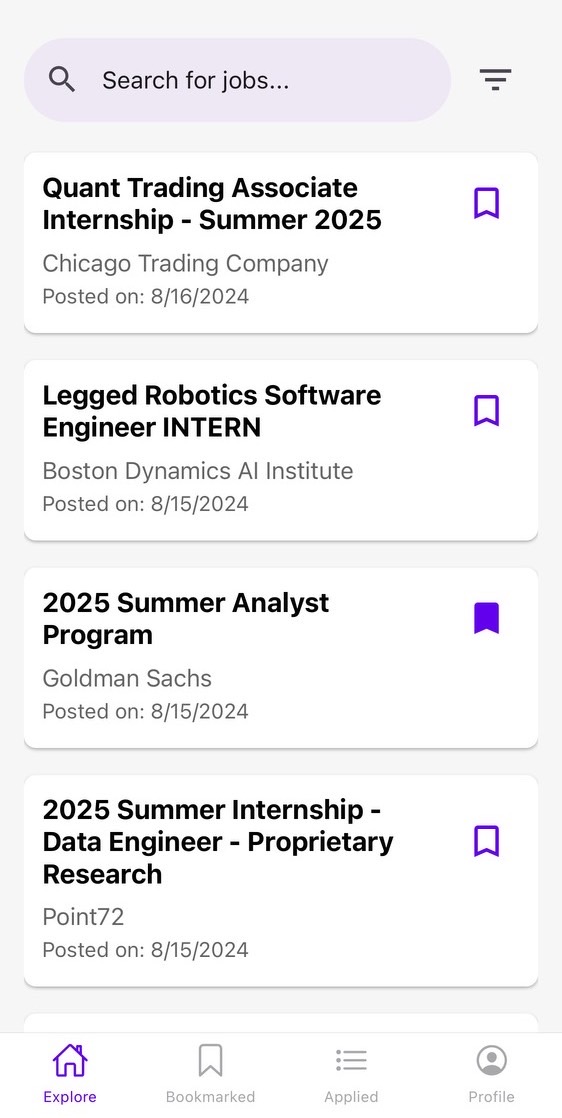 Search for jobs...
Quant Trading Associate
Internship - Summer 2025
Chicago Trading Company
Posted on: 8/16/2024
Legged Robotics Software
Engineer INTERN
Boston Dynamics AI Institute
Posted on: 8/15/2024
2025 Summer Analyst
Program
Goldman Sachs
Posted on: 8/15/2024
2025 Summer Internship -
Data Engineer - Proprietary
Research
Point72
Posted on: 8/15/2024
Explore
Bookmarked
Applied
Profile